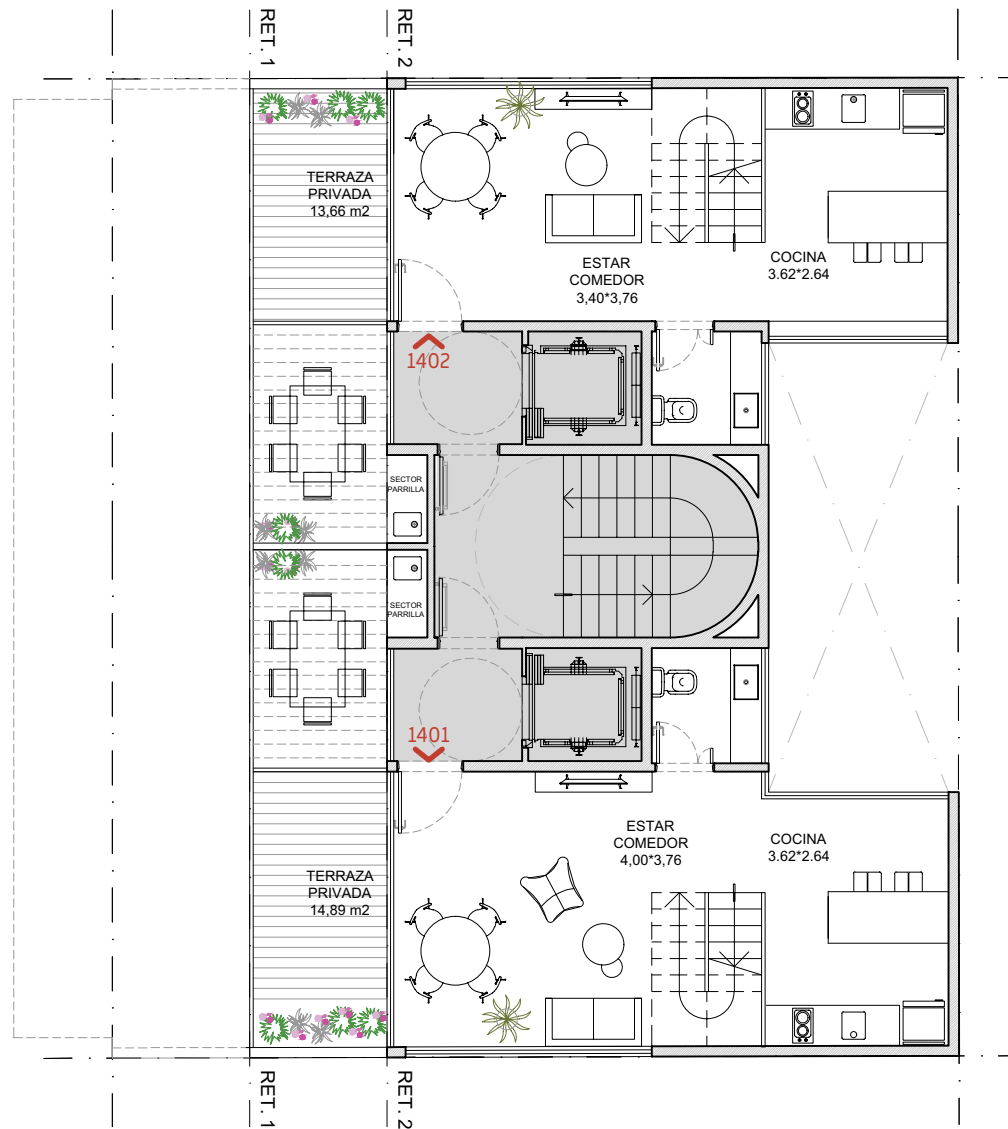 RET. 1
RET. 2
TERRAZA
PRIVADA
13,66 m2
ESTAR
COMEDOR
3,40*3,76
COCINA
3.62*2.64
1402
SECTOR
PARRILLA
SECTOR
PARRILLA
1401
ESTAR
COMEDOR
4,00*3,76
COCINA
3.62*2.64
TERRAZA
PRIVADA
14,89 m2
RET. 1
RET. 2